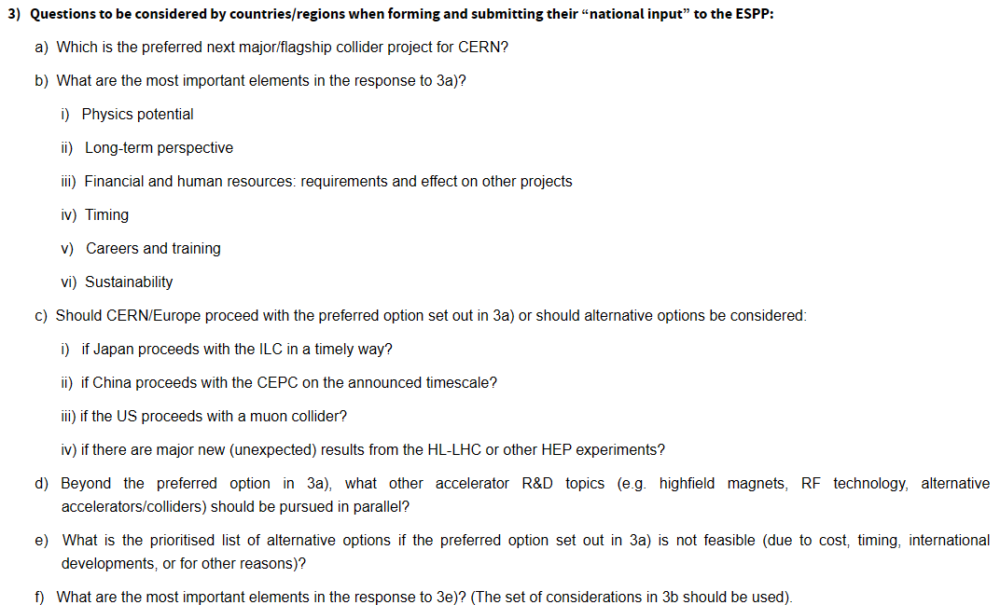 3) Questions to be considered by countries/regions when forming and submitting their “national input” to the ESPP:
a) Which is the preferred next major/flagship collider project for CERN?
b) What are the most important elements in the response to 3a)?
i) Physics potential
ii) Long-term perspective
iii) Financial and human resources: requirements and effect on other projects
iv) Timing
v) Careers and training
vi) Sustainability
c) Should CERN/Europe proceed with the preferred option set out in 3a) or should alternative options be considered:
i) if Japan proceeds with the ILC in a timely way?
ii) if China proceeds with the CEPC on the announced timescale?
iii) if the US proceeds with a muon collider?
iv) if there are major new (unexpected) results from the HL-LHC or other HEP experiments?
d) Beyond the preferred option in 3a), what other accelerator R&D topics (e.g. highfield magnets, RF technology, alternative
accelerators/colliders) should be pursued in parallel?
e) What is the prioritised list of alternative options if the preferred option set out in 3a) is not feasible (due to cost, timing, international
developments, or for other reasons)?
f) What are the most important elements in the response to 3e)? (The set of considerations in 3b should be used).